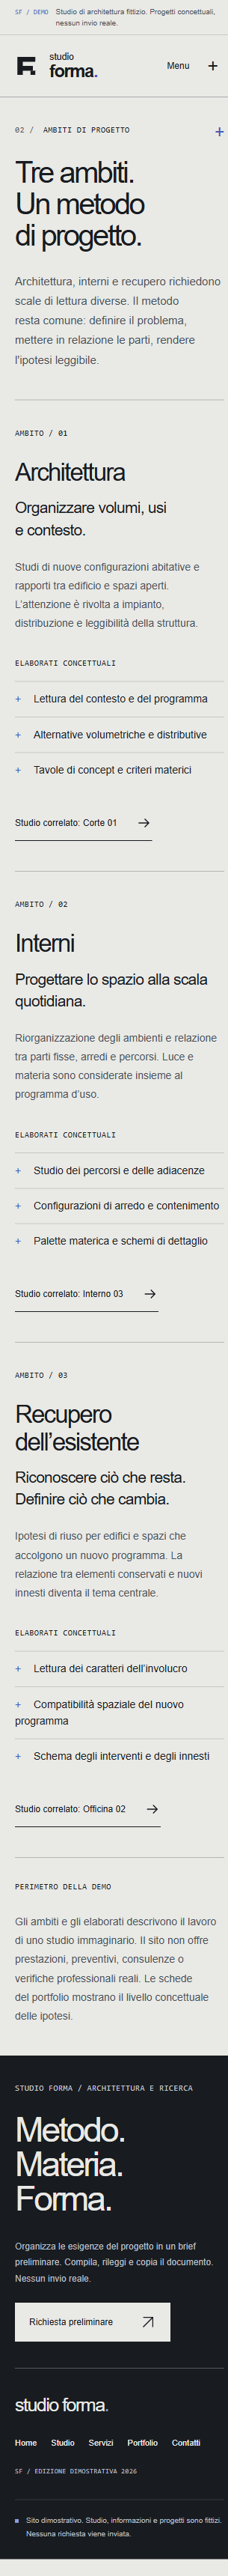 SF / DEMO Studio di architettura fittizio. Progetti concettuali,
nessun invio reale.
studio
forma.
Menu +
02 / AMBITI DI PROGETTO +
Tre ambiti.
Un metodo
di progetto.
Architettura, interni e recupero richiedono
scale di lettura diverse. Il metodo
resta comune: definire il problema,
mettere in relazione le parti, rendere
l'ipotesi leggibile.
AMBITO / 01
Architettura
Organizzare volumi, usi
e contesto.
Studi di nuove configurazioni abitative e
rapporti tra edificio e spazi aperti.
L'attenzione è rivolta a impianto,
distribuzione e leggibilità della struttura.
ELABORATI CONCETTUALI
+ Lettura del contesto e del programma
+ Alternative volumetriche e distributive
+ Tavole di concept e criteri materici
Studio correlato: Corte 01 →
AMBITO / 02
Interni
Progettare lo spazio alla scala
quotidiana.
Riorganizzazione degli ambienti e relazione
tra parti fisse, arredi e percorsi. Luce e
materia sono considerate insieme al
programma d'uso.
ELABORATI CONCETTUALI
+ Studio dei percorsi e delle adiacenze
+ Configurazioni di arredo e contenimento
+ Palette materica e schemi di dettaglio
Studio correlato: Interno 03 →
AMBITO / 03
Recupero
dell’esistente
Riconoscere ciò che resta.
Definire ciò che cambia.
Ipotesi di riuso per edifici e spazi che
accolgono un nuovo programma. La
relazione tra elementi conservati e nuovi
innesti diventa il tema centrale.
ELABORATI CONCETTUALI
+ Lettura dei caratteri dell’involucro
+ Compatibilità spaziale del nuovo
programma
+ Schema degli interventi e degli innesti
Studio correlato: Officina 02 →
PERIMETRO DELLA DEMO
Gli ambiti e gli elaborati descrivono il lavoro
di uno studio immaginario. Il sito non offre
prestazioni, preventivi, consulenze o
verifiche professionali reali. Le schede
del portfolio mostrano il livello concettuale
delle ipotesi.
STUDIO FORMA / ARCHITETTURA E RICERCA
Metodo.
Materia.
Forma.
Organizza le esigenze del progetto in un brief
preliminare. Compila, rileggi e copia il documento.
Nessun invio reale.
Richiesta preliminare ↗
studio forma.
Home Studio Servizi Portfolio Contatti
SF / EDIZIONE DIMOSTRATIVA 2026
Sito dimostrativo. Studio, informazioni e progetti sono fittizi.
Nessuna richiesta viene inviata.